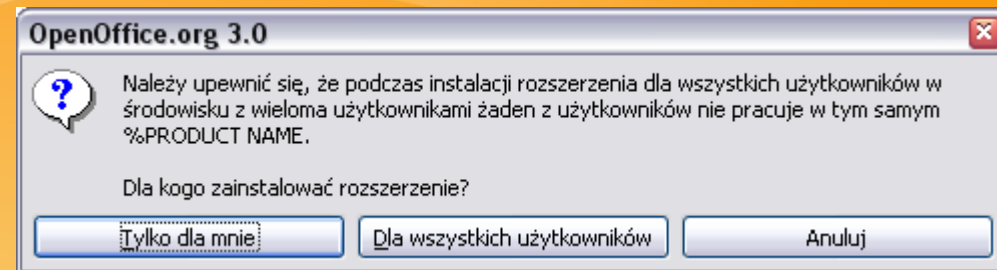 OpenOffice.org 3.0
Należy upewnić się, że podczas instalacji rozszerzenia dla wszystkich użytkowników w
środowisku z wieloma użytkownikami żaden z użytkowników nie pracuje w tym samym
%PRODUCT NAME.
Dla kogo zainstalować rozszerzenie?
Tylko dla mnie
Dla wszystkich użytkowników
Anuluj